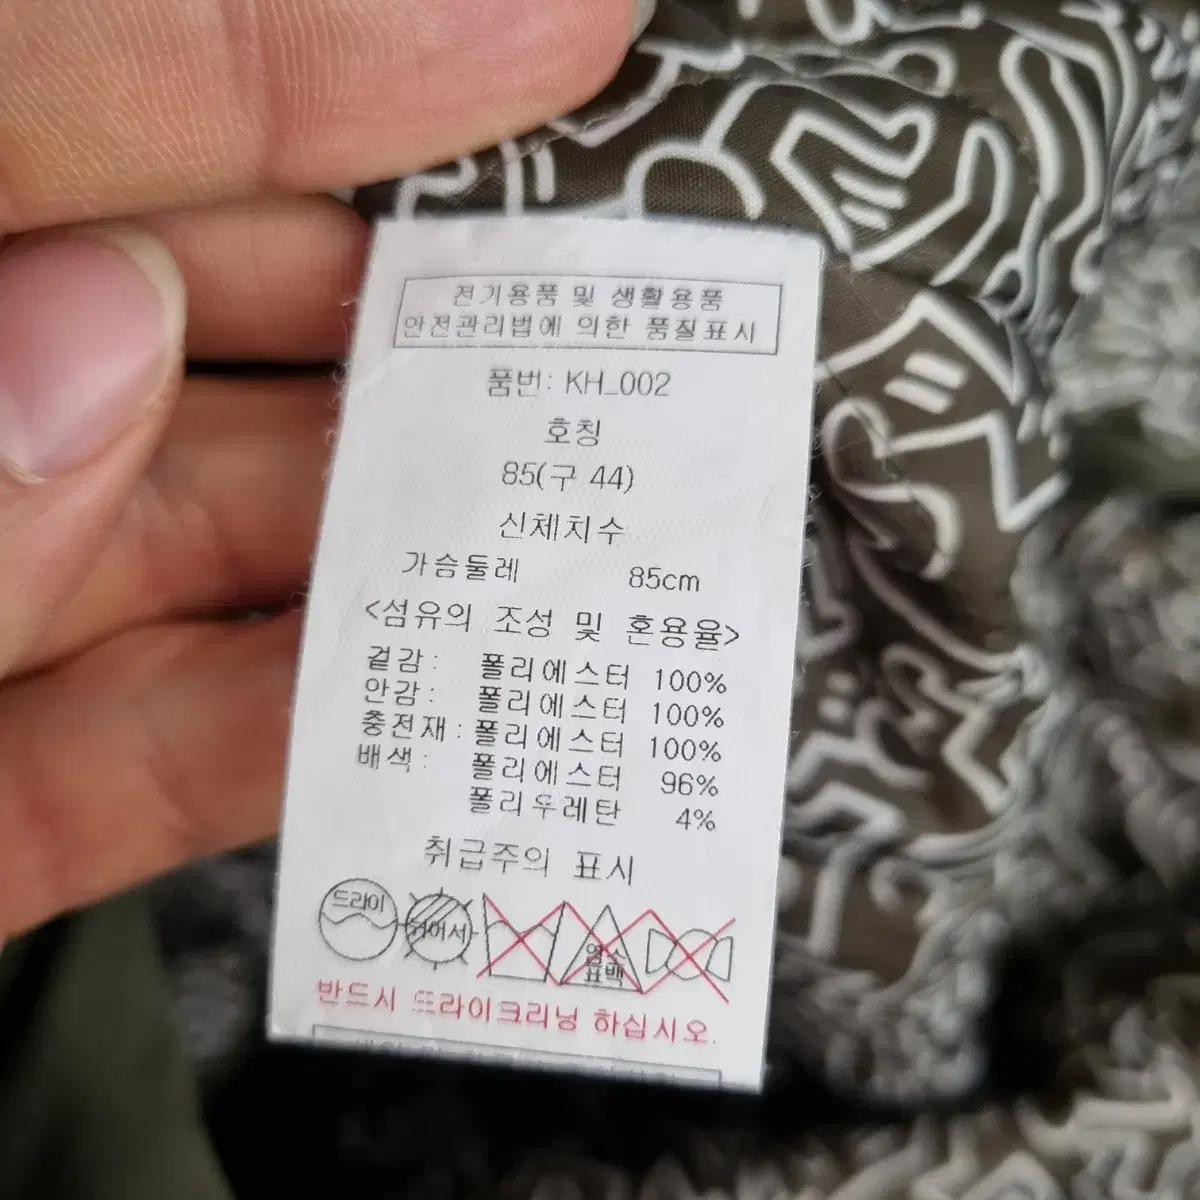 전기용품 및 생활용품
안전관리법에 의한 품질표시
품번: KH_002
호칭
85(구 44)
신체치수
가슴둘레 85cm
<섬유의 조성 및 혼용율>
겉감: 폴리에스터 100%
안감: 폴리에스터 100%
충전재: 폴리에스터 100%
배색: 폴리에스터 96%
폴리우레탄 4%
취급주의 표시
드라이
뉘어서
염소
표백
반드시 드라이크리닝 하십시오.